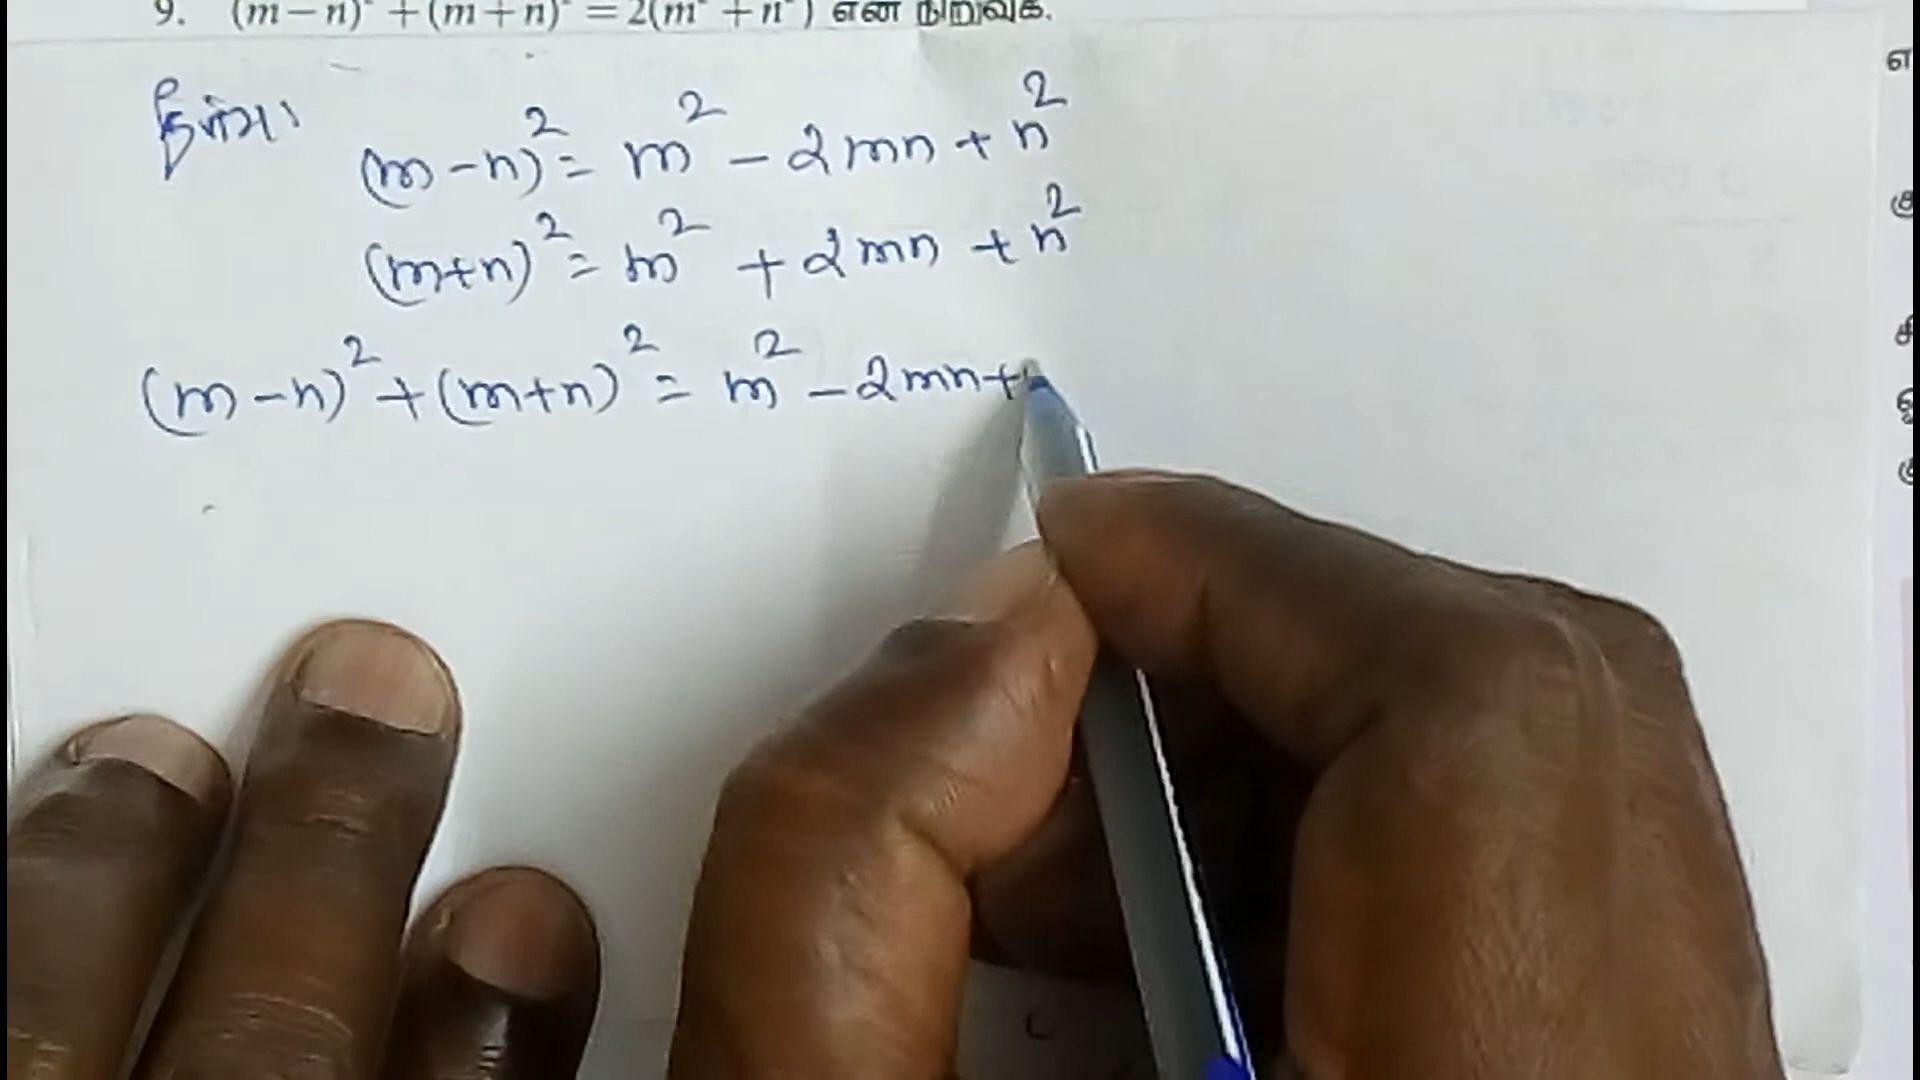 9. (m−n)² + (m+n)² = 2(m² + n²) என நிறுவுக.
தீர்வு:
(m−n)² = m² − 2mn + n²
(m+n)² = m² + 2mn + n²
(m−n)² + (m+n)² = m² − 2mn +